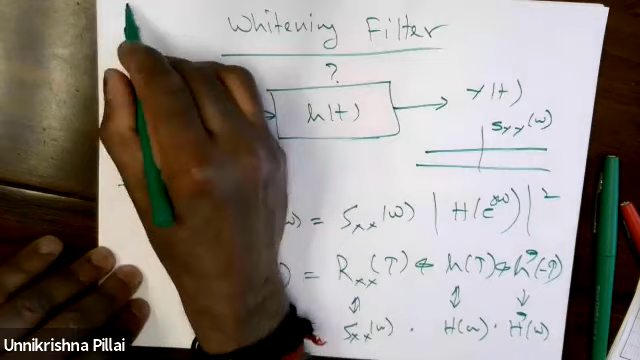 Whitening Filter
?
h(t) y(t)
Syy(ω)
ω) = Sxx(ω) |H(e^jω)|²
) = Rxx(τ) * h(τ) * h*(-τ)
Sxx(ω) · H(ω) · H*(ω)
Unnikrishna Pillai